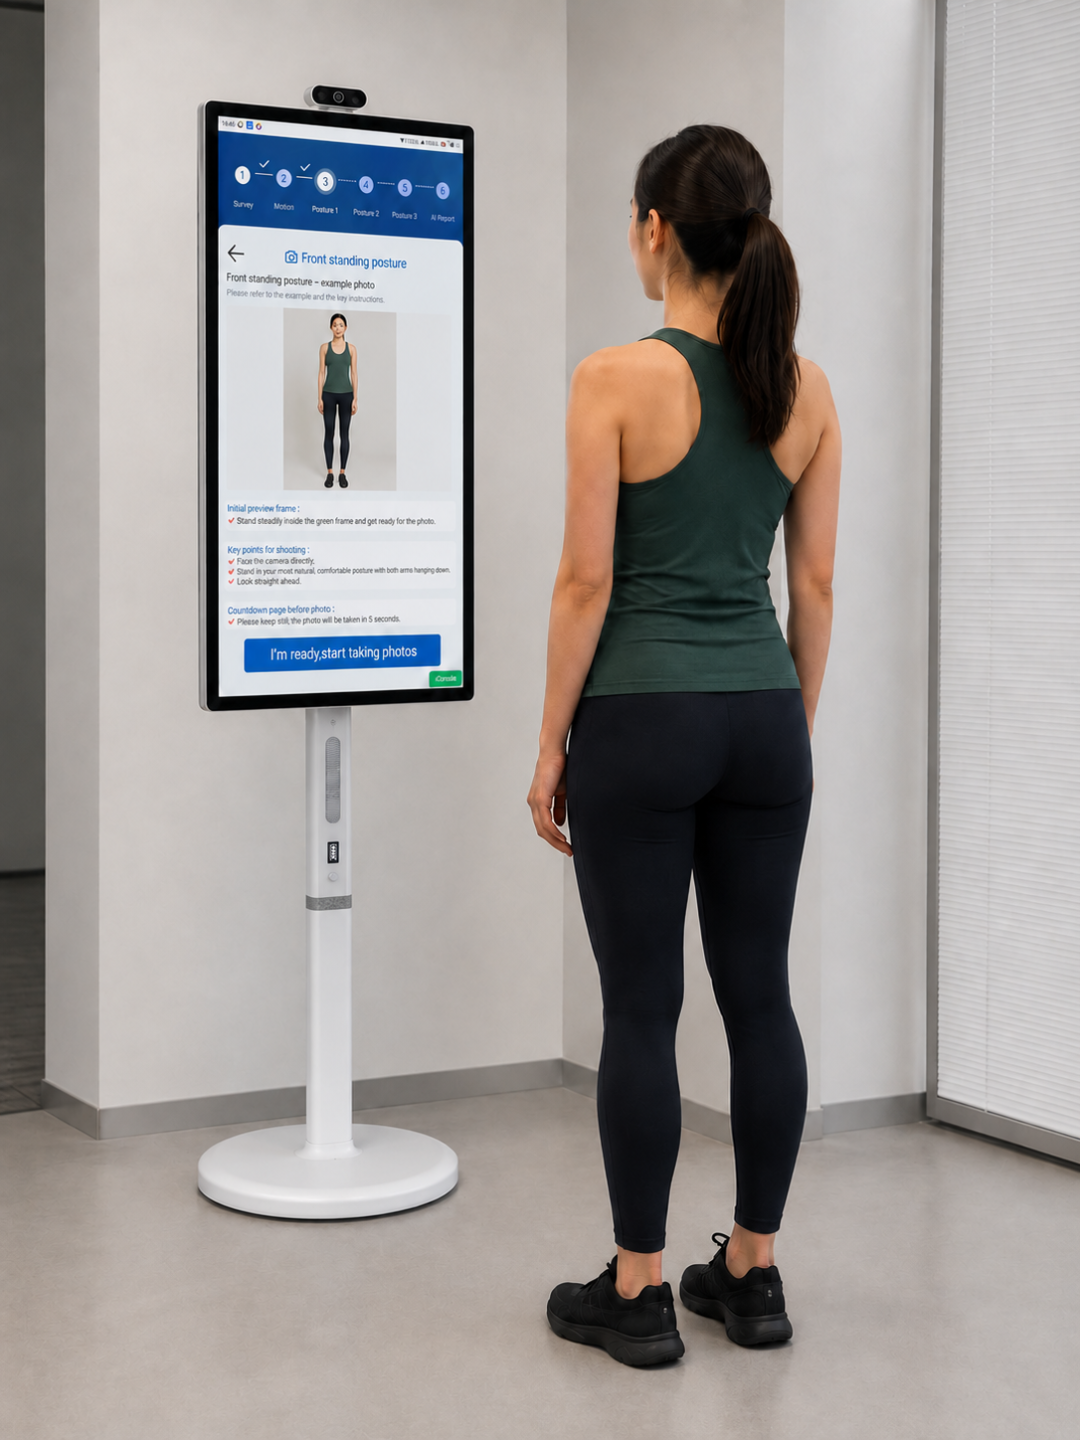 16:46
1 2 3 4 5 6
Survey Motion Posture 1 Posture 2 Posture 3 AI Report
Front standing posture
Front standing posture – example photo
Please refer to the example and the key instructions.
Initial preview frame :
Stand steadily inside the green frame and get ready for the photo.
Key points for shooting :
Face the camera directly,
Stand in your most natural, comfortable posture with both arms hanging down.
Look straight ahead.
Countdown page before photo :
Please keep still, the photo will be taken in 5 seconds.
I'm ready,start taking photos